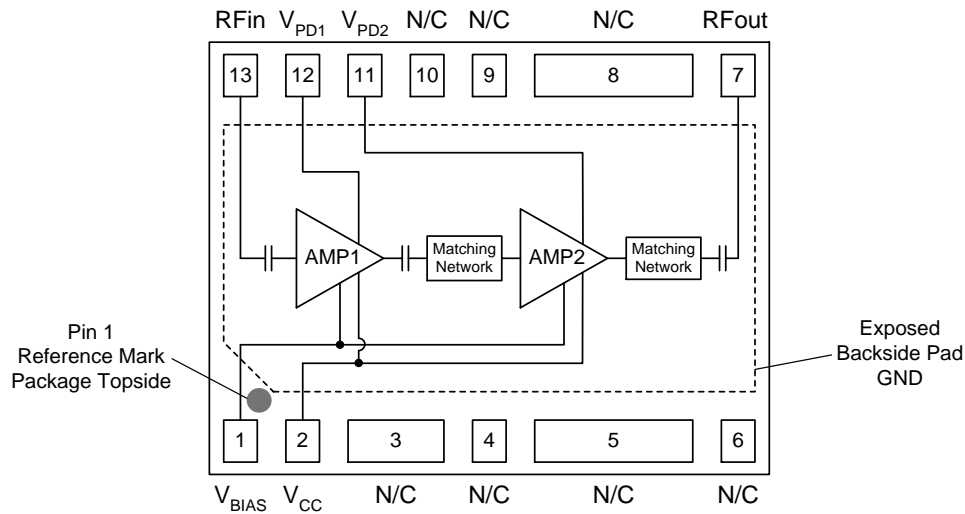 RFin V_PD1 V_PD2 N/C N/C N/C RFout
13 12 11 10 9 8 7
AMP1
Matching
Network
AMP2
Matching
Network
Pin 1
Reference Mark
Package Topside
Exposed
Backside Pad
GND
1 2 3 4 5 6
V_BIAS V_CC N/C N/C N/C N/C